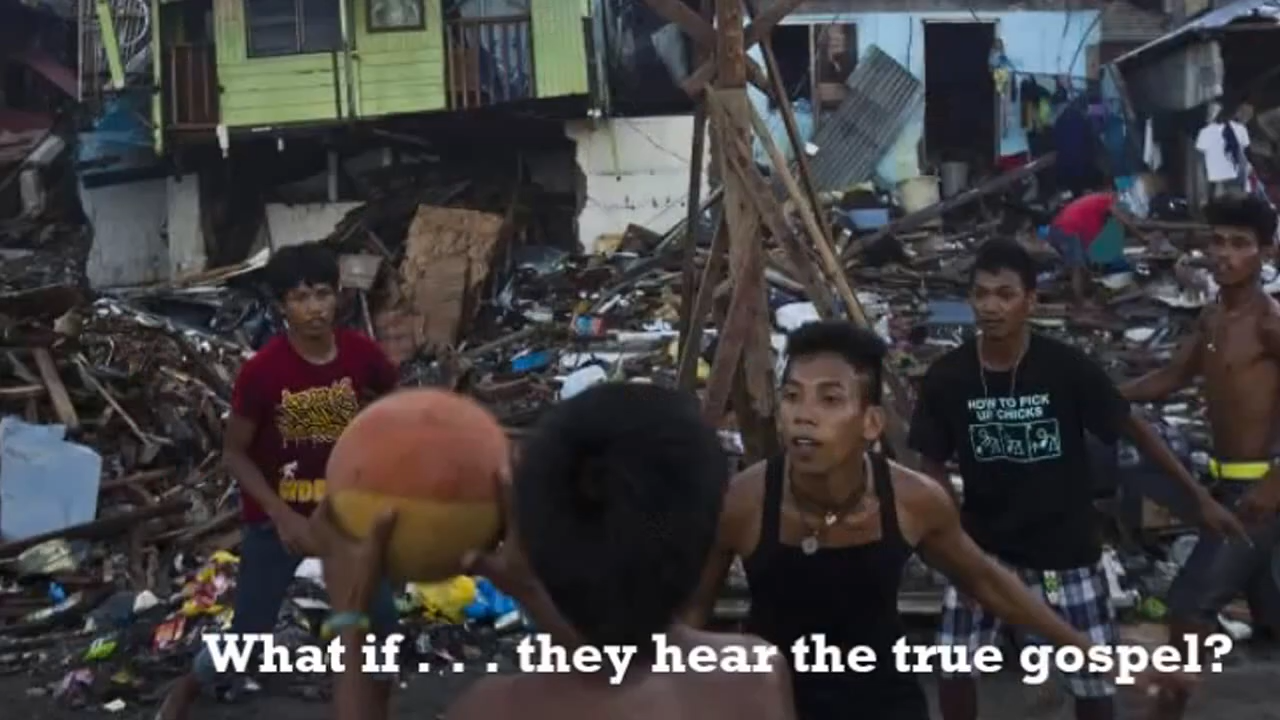 HOW TO PICK
UP CHICKS
What if . . . they hear the true gospel?